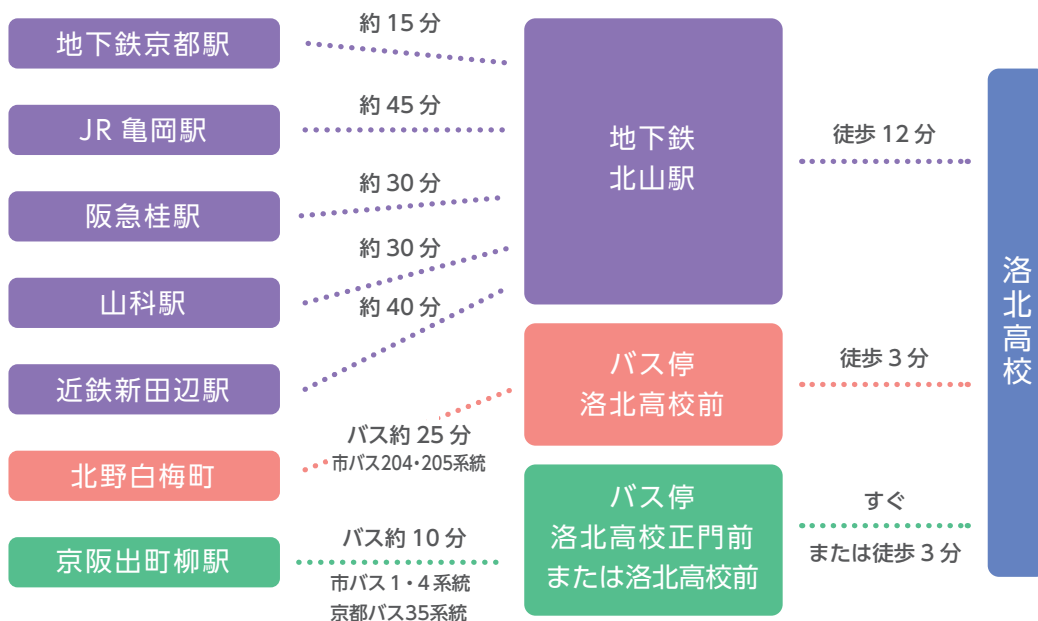 地下鉄京都駅
約 15 分
JR 亀岡駅
約 45 分
阪急桂駅
約 30 分
山科駅
約 30 分
近鉄新田辺駅
約 40 分
地下鉄
北山駅
徒歩 12 分
北野白梅町
バス約 25 分
市バス204・205系統
バス停
洛北高校前
徒歩 3 分
京阪出町柳駅
バス約 10 分
市バス 1・4 系統
京都バス35系統
バス停
洛北高校正門前
または洛北高校前
すぐ
または徒歩 3 分
洛北高校